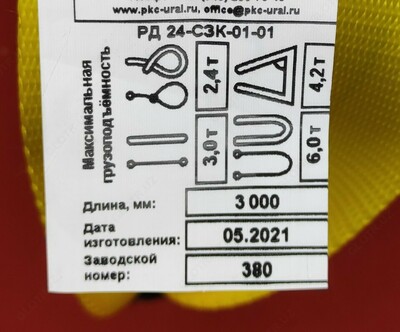 www.pkc-ural.ru, office@pkc-ural.ru
РД 24-СЗК-01-01
Максимальная
грузоподъёмность
2,4т
4,2т
3,0т
6,0т
Длина, мм: 3 000
Дата
изготовления: 05.2021
Заводской
номер: 380